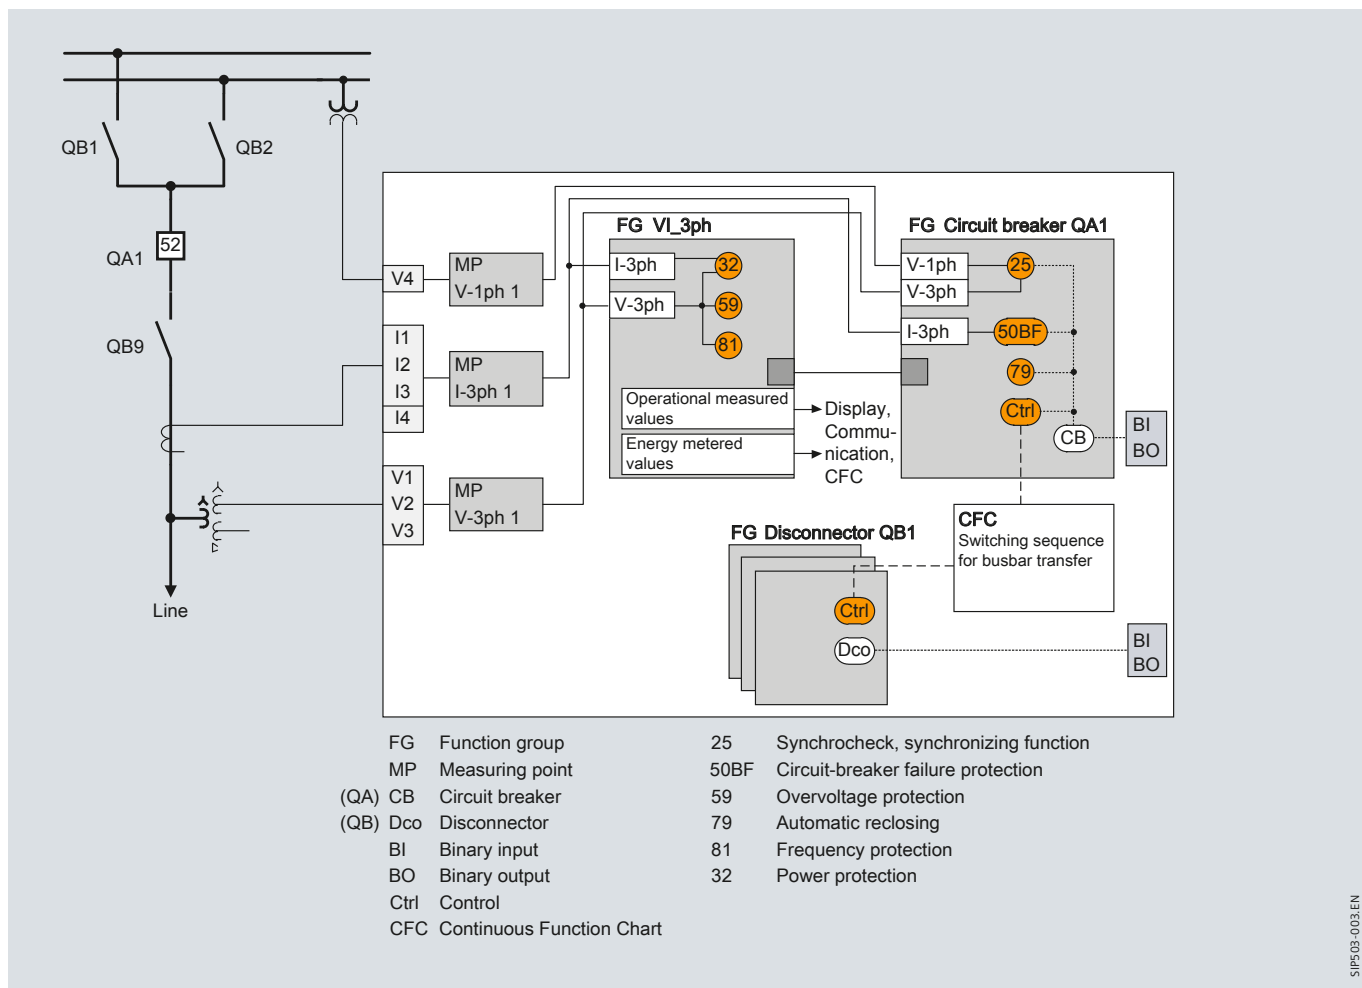 QB1
QB2
QA1
52
QB9
Line
V4
I1
I2
I3
I4
V1
V2
V3
MP
V-1ph 1
MP
I-3ph 1
MP
V-3ph 1
FG VI_3ph
I-3ph
V-3ph
32
59
81
Operational measured
values
Energy metered
values
Display,
Commu-
nication,
CFC
FG Circuit breaker QA1
V-1ph
V-3ph
I-3ph
25
50BF
79
Ctrl
CB
BI
BO
CFC
Switching sequence
for busbar transfer
FG Disconnector QB1
Ctrl
Dco
BI
BO
FG Function group
MP Measuring point
(QA) CB Circuit breaker
(QB) Dco Disconnector
BI Binary input
BO Binary output
Ctrl Control
CFC Continuous Function Chart
25 Synchrocheck, synchronizing function
50BF Circuit-breaker failure protection
59 Overvoltage protection
79 Automatic reclosing
81 Frequency protection
32 Power protection
SIP503-003.EN